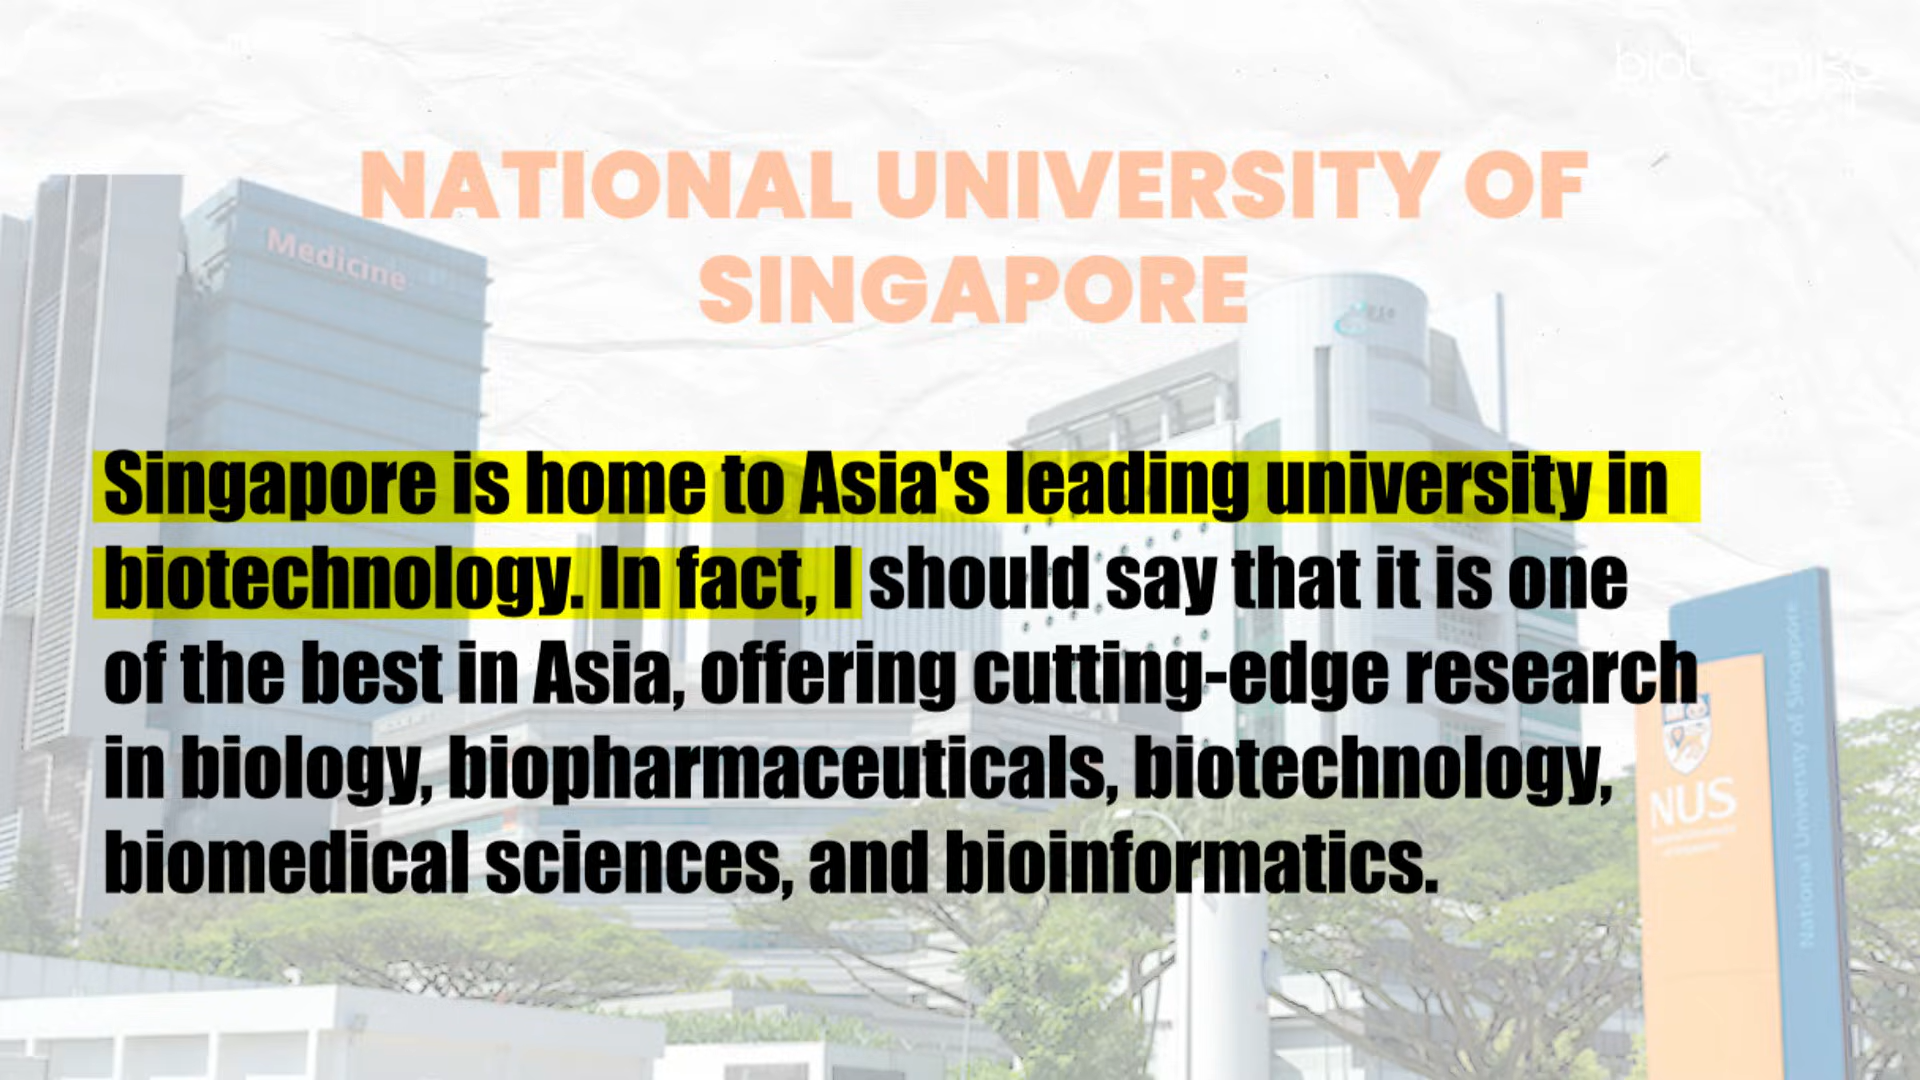 NATIONAL UNIVERSITY OF
SINGAPORE
Medicine
Singapore is home to Asia's leading university in
biotechnology. In fact, I should say that it is one
of the best in Asia, offering cutting-edge research
in biology, biopharmaceuticals, biotechnology,
biomedical sciences, and bioinformatics.
NUS
National University of Singapore